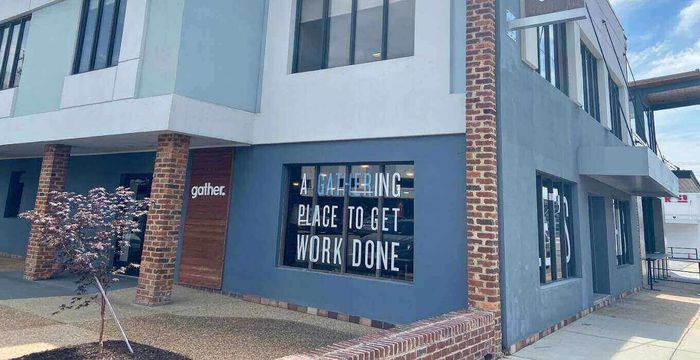 gather.
A GATHERING
PLACE TO GET
WORK DONE